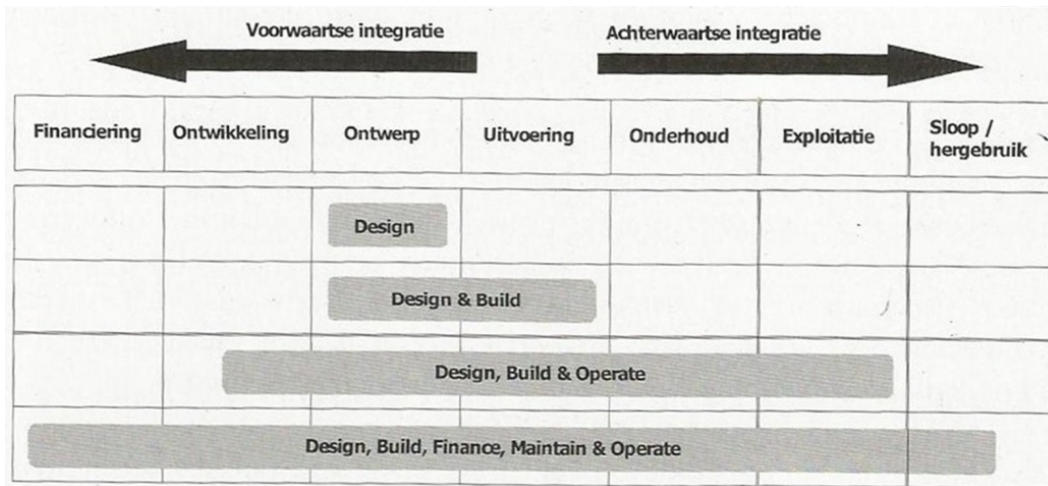 Voorwaartse integratie
Achterwaartse integratie
Financiering
Ontwikkeling
Ontwerp
Uitvoering
Onderhoud
Exploitatie
Sloop /
hergebruik
Design
Design & Build
Design, Build & Operate
Design, Build, Finance, Maintain & Operate